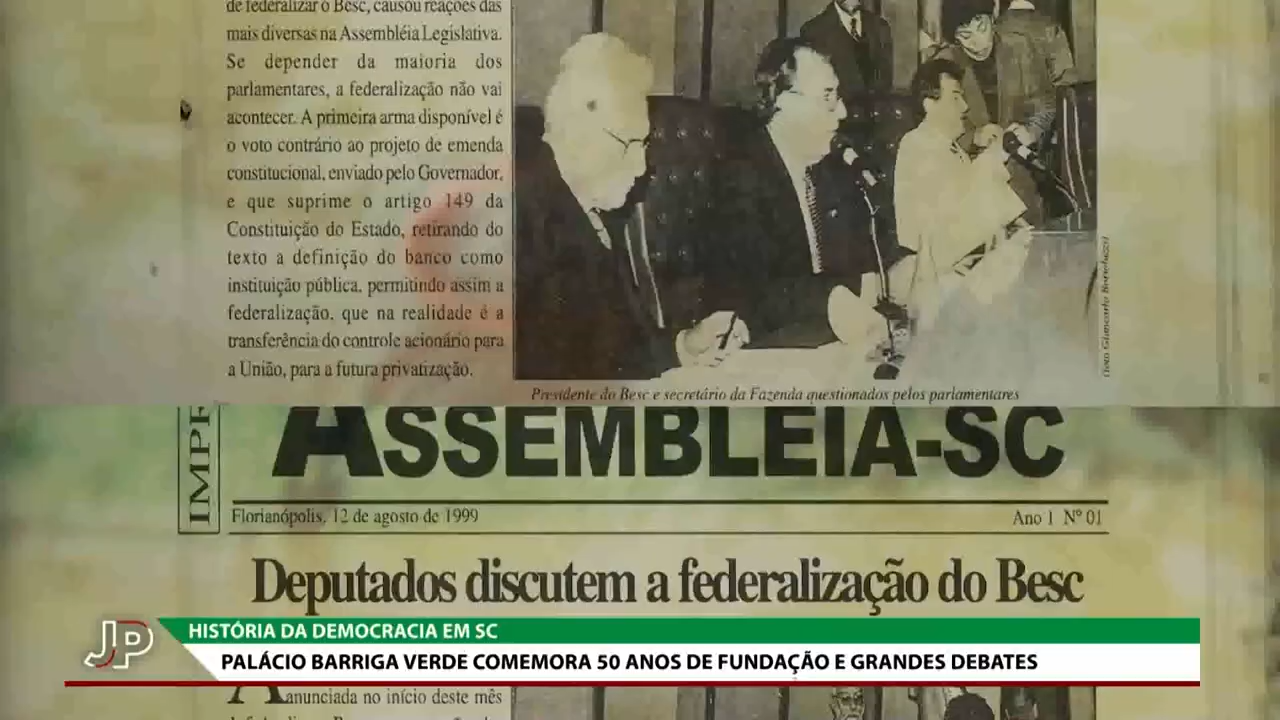 de federalizar o Besc, causou reações das
mais diversas na Assembléia Legislativa.
Se depender da maioria dos
parlamentares, a federalização não vai
acontecer. A primeira arma disponível é
o voto contrário ao projeto de emenda
constitucional, enviado pelo Governador,
e que suprime o artigo 149 da
Constituição do Estado, retirando do
texto a definição do banco como
instituição pública, permitindo assim a
federalização, que na realidade é a
transferência do controle acionário para
a União, para a futura privatização.
Presidente do Besc e secretário da Fazenda questionados pelos parlamentares
ASSEMBLEIA-SC
Florianópolis, 12 de agosto de 1999
Ano 1 Nº 01
Deputados discutem a federalização do Besc
JP
HISTÓRIA DA DEMOCRACIA EM SC
PALÁCIO BARRIGA VERDE COMEMORA 50 ANOS DE FUNDAÇÃO E GRANDES DEBATES
anunciada no início deste mês